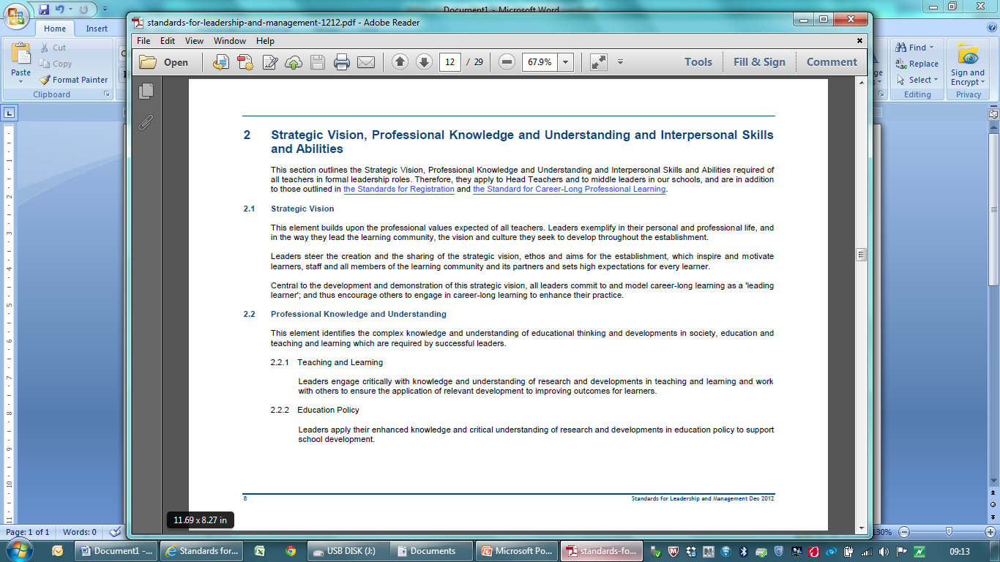 Document1 - Microsoft Word
standards-for-leadership-and-management-1212.pdf - Adobe Reader
Home Insert
File Edit View Window Help
Open 12 / 29 67.9% Tools Fill & Sign Comment
Paste
Cut
Copy
Format Painter
Clipboard
Find
Replace
Select
Editing
Sign and
Encrypt
Privacy
2 Strategic Vision, Professional Knowledge and Understanding and Interpersonal Skills
and Abilities
This section outlines the Strategic Vision, Professional Knowledge and Understanding and Interpersonal Skills and Abilities required of
all teachers in formal leadership roles. Therefore, they apply to Head Teachers and to middle leaders in our schools, and are in addition
to those outlined in the Standards for Registration and the Standard for Career-Long Professional Learning.
2.1 Strategic Vision
This element builds upon the professional values expected of all teachers. Leaders exemplify in their personal and professional life, and
in the way they lead the learning community, the vision and culture they seek to develop throughout the establishment.
Leaders steer the creation and the sharing of the strategic vision, ethos and aims for the establishment, which inspire and motivate
learners, staff and all members of the learning community and its partners and sets high expectations for every learner.
Central to the development and demonstration of this strategic vision, all leaders commit to and model career-long learning as a 'leading
learner'; and thus encourage others to engage in career-long learning to enhance their practice.
2.2 Professional Knowledge and Understanding
This element identifies the complex knowledge and understanding of educational thinking and developments in society, education and
teaching and learning which are required by successful leaders.
2.2.1 Teaching and Learning
Leaders engage critically with knowledge and understanding of research and developments in teaching and learning and work
with others to ensure the application of relevant development to improving outcomes for learners.
2.2.2 Education Policy
Leaders apply their enhanced knowledge and critical understanding of research and developments in education policy to support
school development.
8 Standards for Leadership and Management Dec 2012
11.69 x 8.27 in
Page: 1 of 1 Words: 0 130%
Document1 -... Standards for... USB DISK (J:) Documents Microsoft Po... standards-fo... 09:13